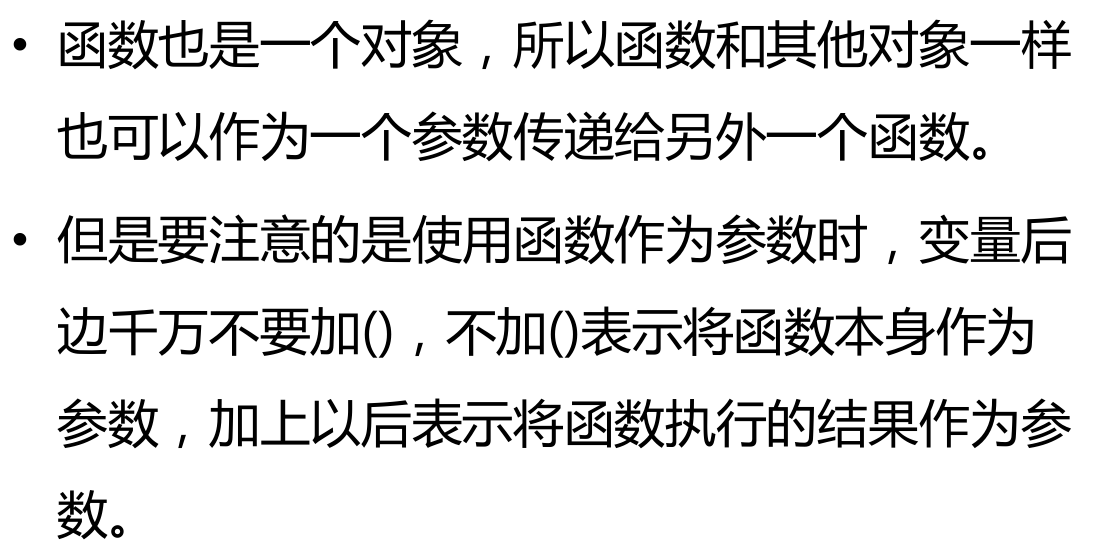 • 函数也是一个对象，所以函数和其他对象一样
也可以作为一个参数传递给另外一个函数。
• 但是要注意的是使用函数作为参数时，变量后
边千万不要加()，不加()表示将函数本身作为
参数，加上以后表示将函数执行的结果作为参
数。